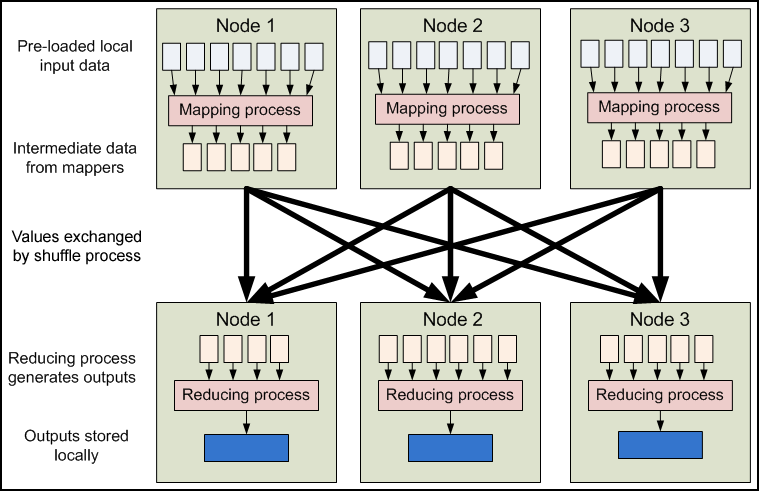 Node 1
Node 2
Node 3
Pre-loaded local
input data
Mapping process
Mapping process
Mapping process
Intermediate data
from mappers
Values exchanged
by shuffle process
Node 1
Node 2
Node 3
Reducing process
generates outputs
Reducing process
Reducing process
Reducing process
Outputs stored
locally